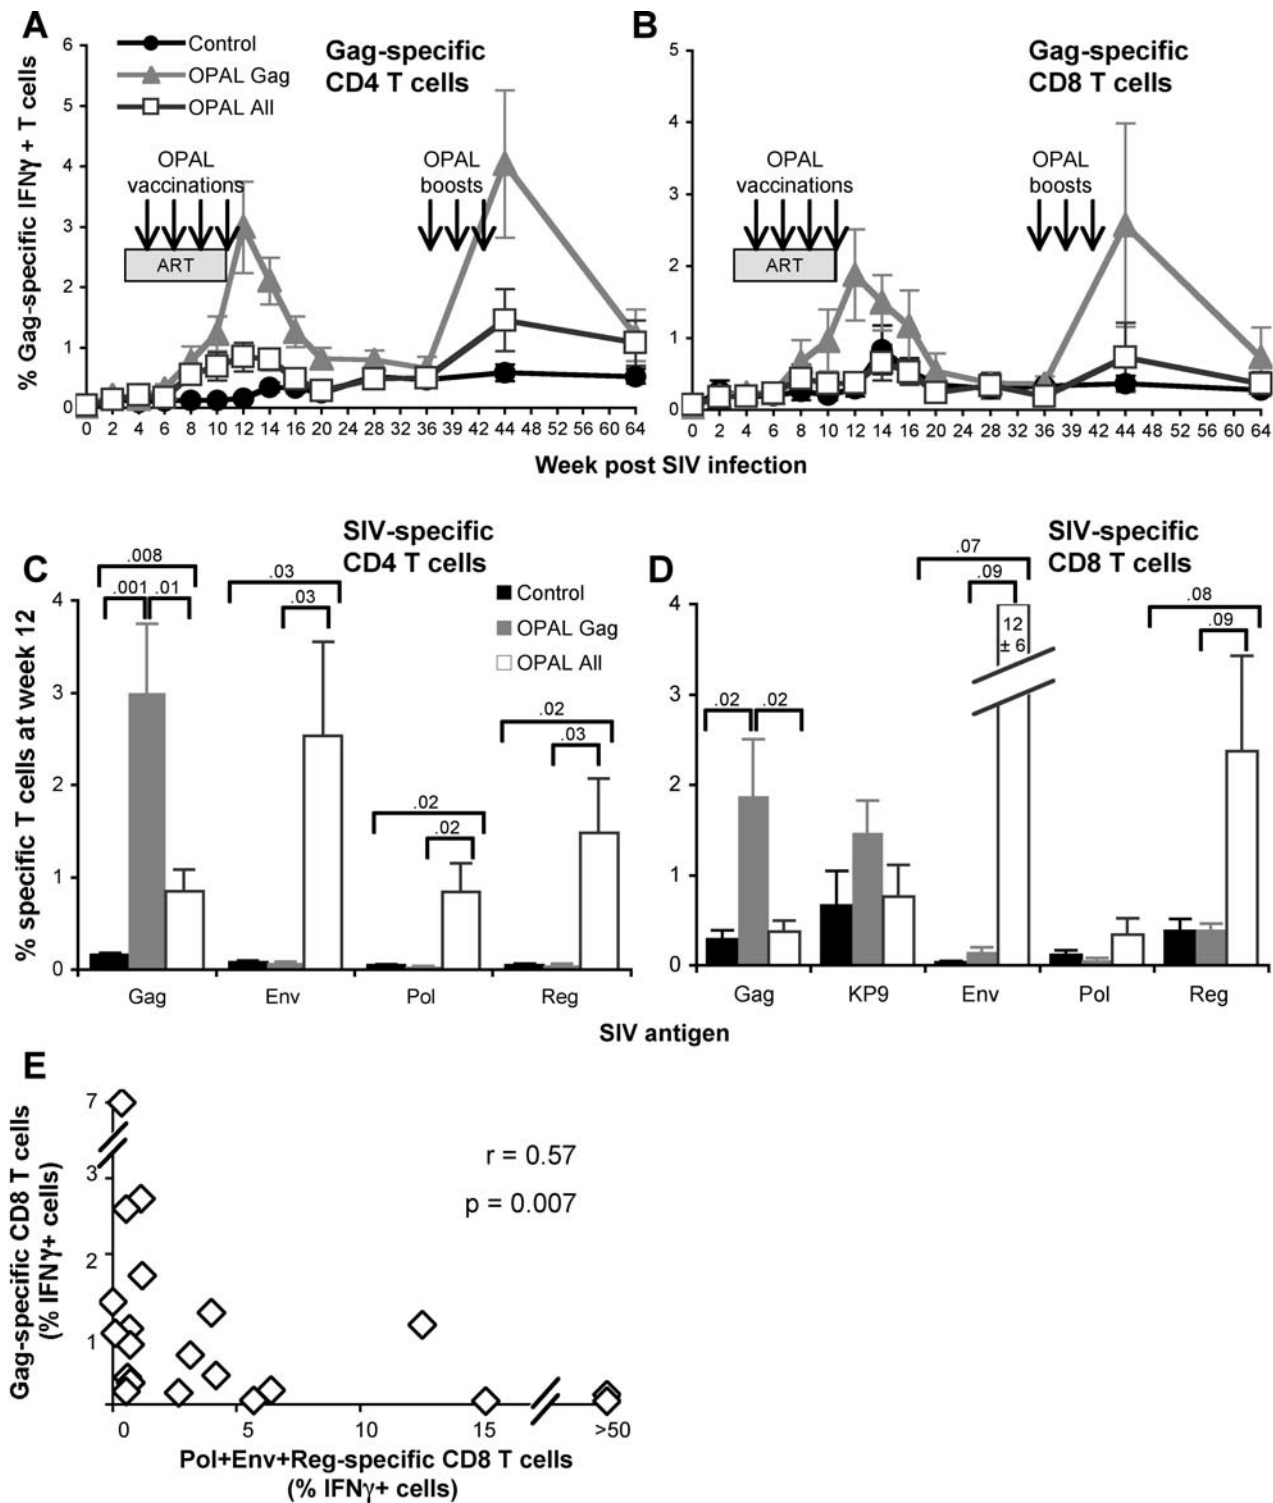 A
B
Control
OPAL Gag
OPAL All
Gag-specific
CD4 T cells
Gag-specific
CD8 T cells
% Gag-specific IFNγ + T cells
6
5
4
3
2
1
0
5
4
3
2
1
0
OPAL
vaccinations
OPAL
boosts
ART
OPAL
vaccinations
OPAL
boosts
ART
0 2 4 6 8 10 12 14 16 20 24 28 32 36 39 42 44 48 52 56 60 64
0 2 4 6 8 10 12 14 16 20 24 28 32 36 39 42 44 48 52 56 60 64
Week post SIV infection
C
SIV-specific
CD4 T cells
D
SIV-specific
CD8 T cells
Control
OPAL Gag
OPAL All
% specific T cells at week 12
4
3
2
1
0
.008
.001 .01
.03
.03
.02
.02
.02
.03
Gag Env Pol Reg
4
3
2
1
0
.02 .02
.07
.09
12
± 6
.08
.09
Gag KP9 Env Pol Reg
SIV antigen
E
Gag-specific CD8 T cells
(% IFNγ+ cells)
7
3
2
1
r = 0.57
p = 0.007
0 5 10 15 >50
Pol+Env+Reg-specific CD8 T cells
(% IFNγ+ cells)